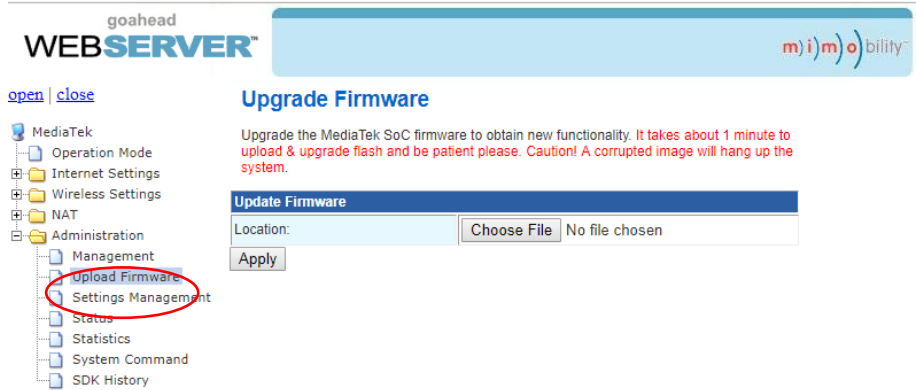 goahead
WEBSERVER™
m)i)m)o)bility™
open | close
MediaTek
Operation Mode
Internet Settings
Wireless Settings
NAT
Administration
Management
Upload Firmware
Settings Management
Status
Statistics
System Command
SDK History
Upgrade Firmware
Upgrade the MediaTek SoC firmware to obtain new functionality. It takes about 1 minute to
upload & upgrade flash and be patient please. Caution! A corrupted image will hang up the
system.
Update Firmware
Location: Choose File No file chosen
Apply